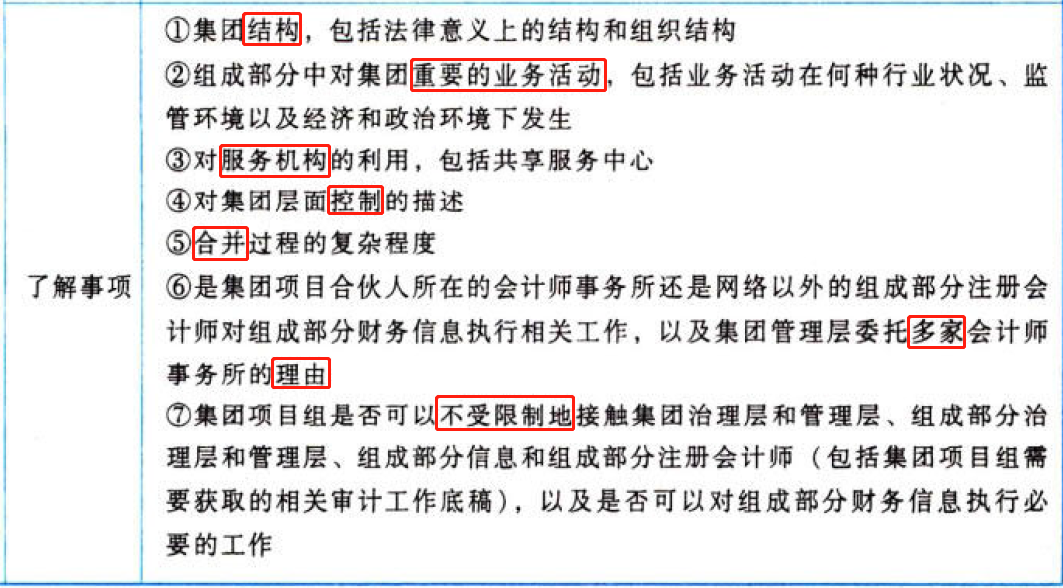 了解事项
①集团结构，包括法律意义上的结构和组织结构
②组成部分中对集团重要的业务活动，包括业务活动在何种行业状况、监
管环境以及经济和政治环境下发生
③对服务机构的利用，包括共享服务中心
④对集团层面控制的描述
⑤合并过程的复杂程度
⑥是集团项目合伙人所在的会计师事务所还是网络以外的组成部分注册会
计师对组成部分财务信息执行相关工作，以及集团管理层委托多家会计师
事务所的理由
⑦集团项目组是否可以不受限制地接触集团治理层和管理层、组成部分治
理层和管理层、组成部分信息和组成部分注册会计师（包括集团项目组需
要获取的相关审计工作底稿），以及是否可以对组成部分财务信息执行必
要的工作